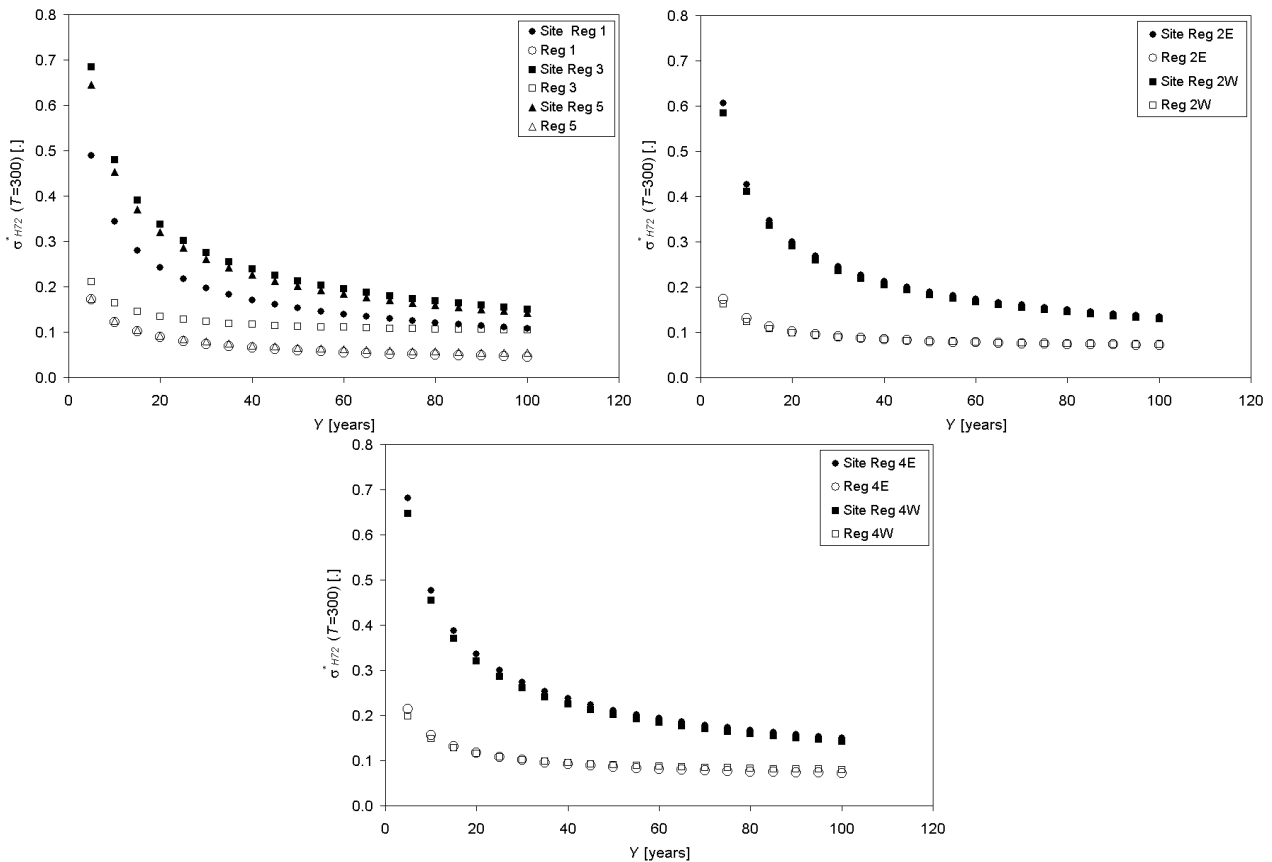 0.8
0.7
0.6
0.5
0.4
0.3
0.2
0.1
0.0
σ*H72 (T=300) [.]
0 20 40 60 80 100 120
Y [years]
Site Reg 1
Reg 1
Site Reg 3
Reg 3
Site Reg 5
Reg 5
0.8
0.7
0.6
0.5
0.4
0.3
0.2
0.1
0.0
σ*H72 (T=300) [.]
0 20 40 60 80 100 120
Y [years]
Site Reg 2E
Reg 2E
Site Reg 2W
Reg 2W
0.8
0.7
0.6
0.5
0.4
0.3
0.2
0.1
0.0
σ*H72 (T=300) [.]
0 20 40 60 80 100 120
Y [years]
Site Reg 4E
Reg 4E
Site Reg 4W
Reg 4W